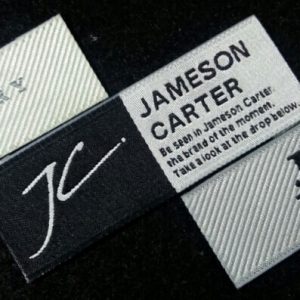 RY
JC.
JAMESON
CARTER
Be seen in Jameson Carter,
the brand of the moment.
Take a look at the drop below